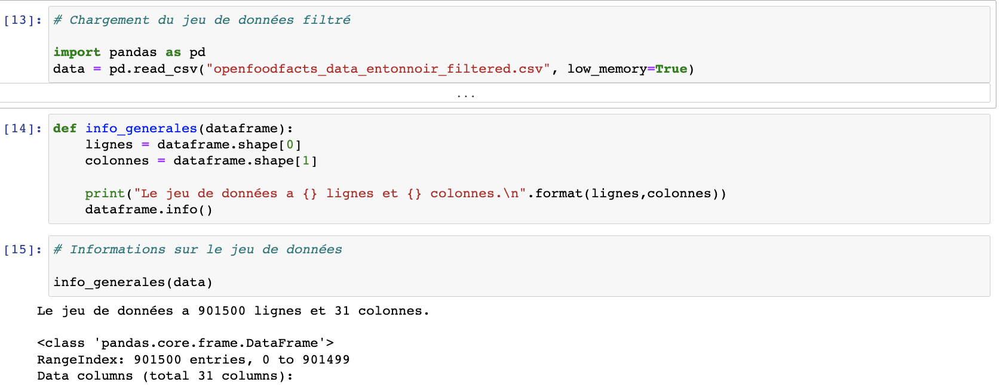 [13]: # Chargement du jeu de données filtré
import pandas as pd
data = pd.read_csv("openfoodfacts_data_entonnoir_filtered.csv", low_memory=True)
...
[14]: def info_generales(dataframe):
lignes = dataframe.shape[0]
colonnes = dataframe.shape[1]
print("Le jeu de données a {} lignes et {} colonnes.\n".format(lignes,colonnes))
dataframe.info()
[15]: # Informations sur le jeu de données
info_generales(data)
Le jeu de données a 901500 lignes et 31 colonnes.
<class 'pandas.core.frame.DataFrame'>
RangeIndex: 901500 entries, 0 to 901499
Data columns (total 31 columns):